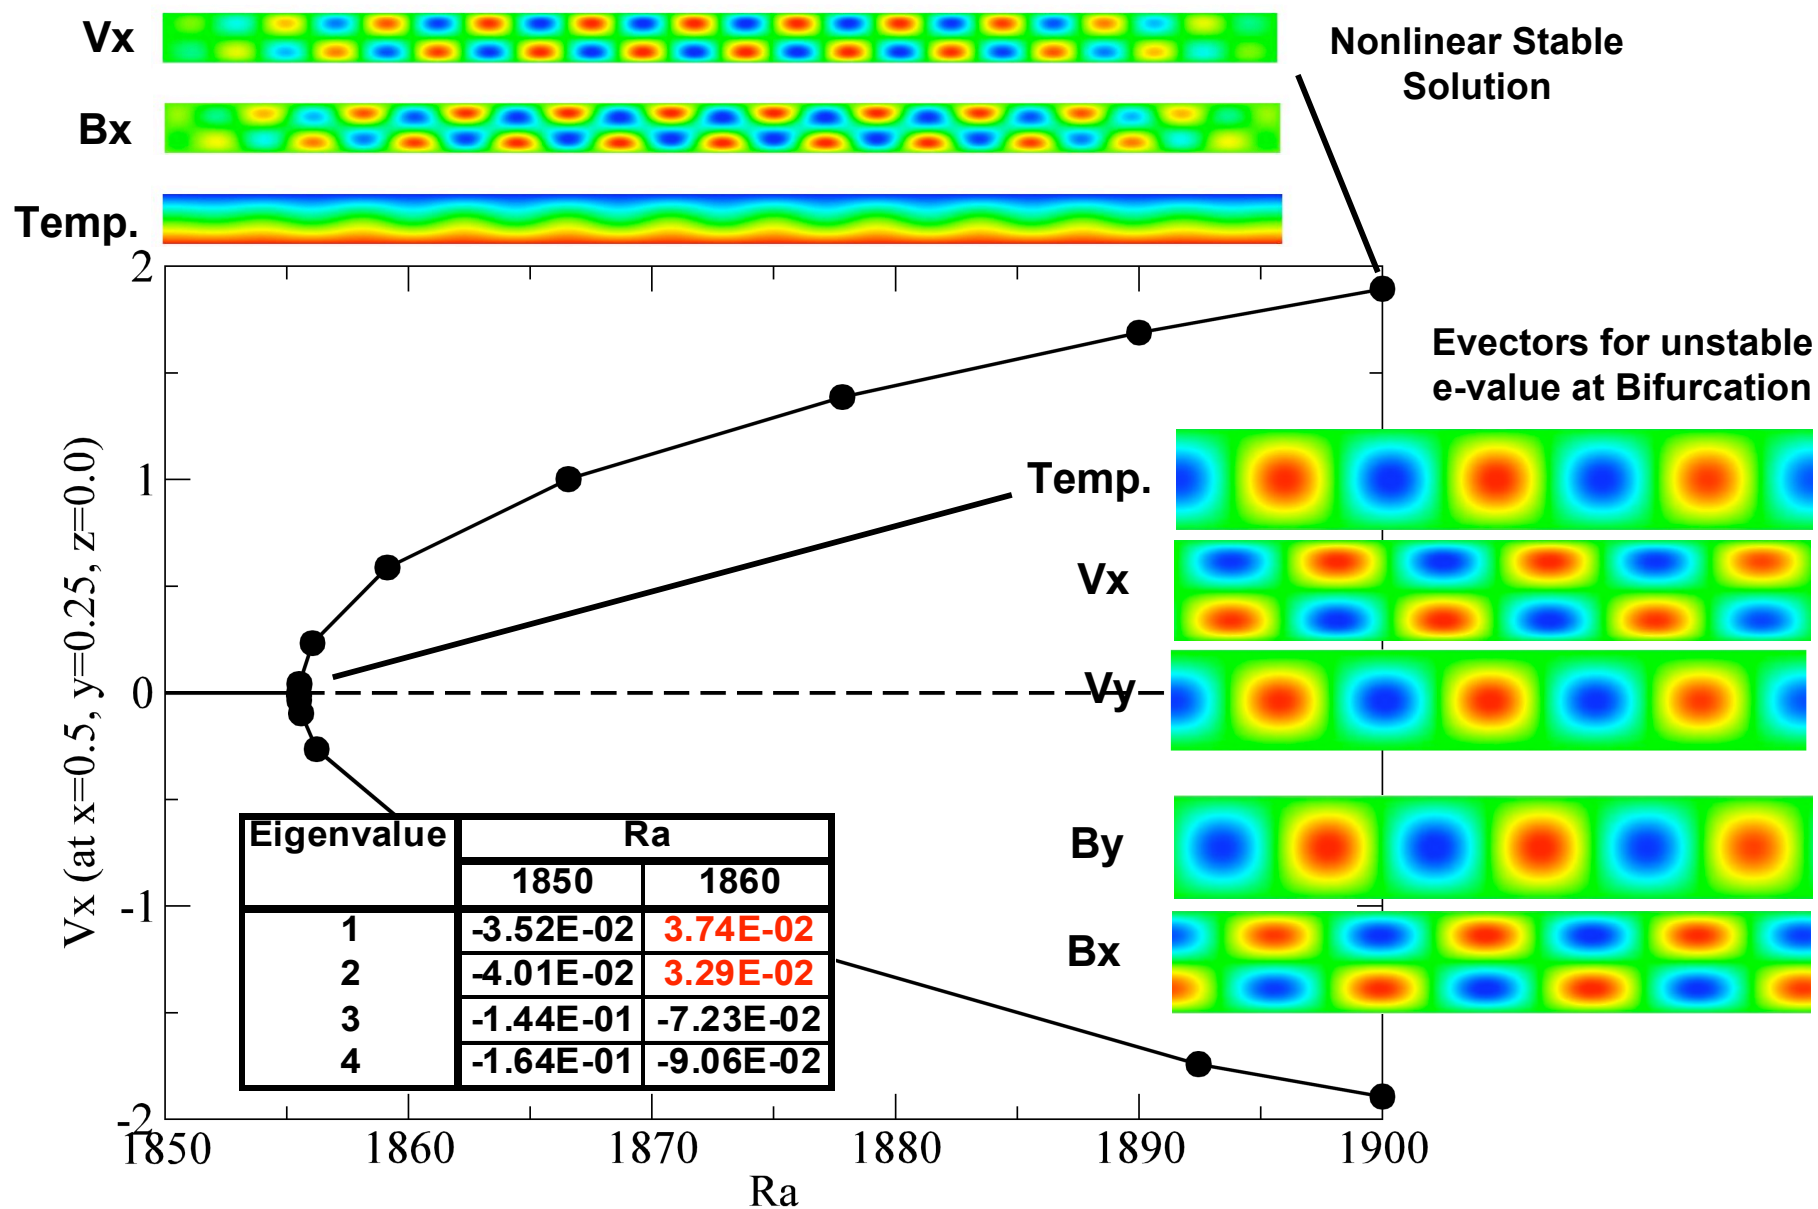 Vx
Nonlinear Stable
Solution
Bx
Temp.
2
1
0
-1
-2
Vx (at x=0.5, y=0.25, z=0.0)
Evectors for unstable
e-value at Bifurcation
Temp.
Vx
Vy
By
Bx
Eigenvalue Ra
1850 1860
1 -3.52E-02 3.74E-02
2 -4.01E-02 3.29E-02
3 -1.44E-01 -7.23E-02
4 -1.64E-01 -9.06E-02
1850 1860 1870 1880 1890 1900
Ra